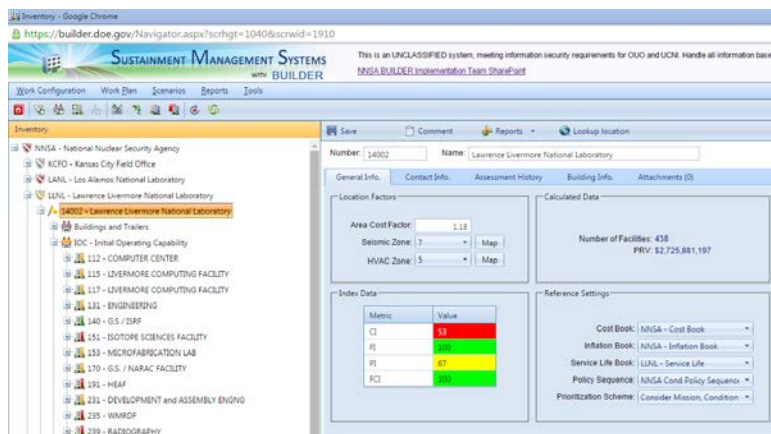 Inventory - Google Chrome
https://builder.doe.gov/Navigator.aspx?scrhgt=1040&scrwid=1910
SUSTAINMENT MANAGEMENT SYSTEMS
WITH BUILDER
This is an UNCLASSIFIED system, meeting information security requirements for OUO and UCNI. Handle all information base
NNSA BUILDER Implementation Team SharePoint
Work Configuration Work Plan Scenarios Reports Tools
Inventory
Save Comment Reports Lookup location
NNSA - National Nuclear Security Agency
KCFO - Kansas City Field Office
LANL - Los Alamos National Laboratory
LLNL - Lawrence Livermore National Laboratory
14002 - Lawrence Livermore National Laboratory
Buildings and Trailers
IOC - Initial Operating Capability
112 - COMPUTER CENTER
115 - LIVERMORE COMPUTING FACILITY
117 - LIVERMORE COMPUTING FACILITY
131 - ENGINEERING
140 - G.S / ISRF
151 - ISOTOPE SCIENCES FACILITY
153 - MICROFABRICATION LAB
170 - G.S. / NARAC FACILITY
191 - HEAF
231 - DEVELOPMENT and ASSEMBLY ENGNG
235 - WMRDF
239 - RADIOGRAPHY
Number: 14002 Name: Lawrence Livermore National Laboratory
General Info. Contact Info. Assessment History Building Info. Attachments (0)
Location Factors
Area Cost Factor: 1.18
Seismic Zone: 7 Map
HVAC Zone: 5 Map
Calculated Data
Number of Facilities: 438
PRV: $2,725,881,197
Index Data
Metric Value
CI 53
FI 100
PI 67
FCI 100
Reference Settings
Cost Book: NNSA - Cost Book
Inflation Book: NNSA - Inflation Book
Service Life Book: LLNL - Service Life
Policy Sequence: NNSA Cond Policy Sequence
Prioritization Scheme: Consider Mission, Condition